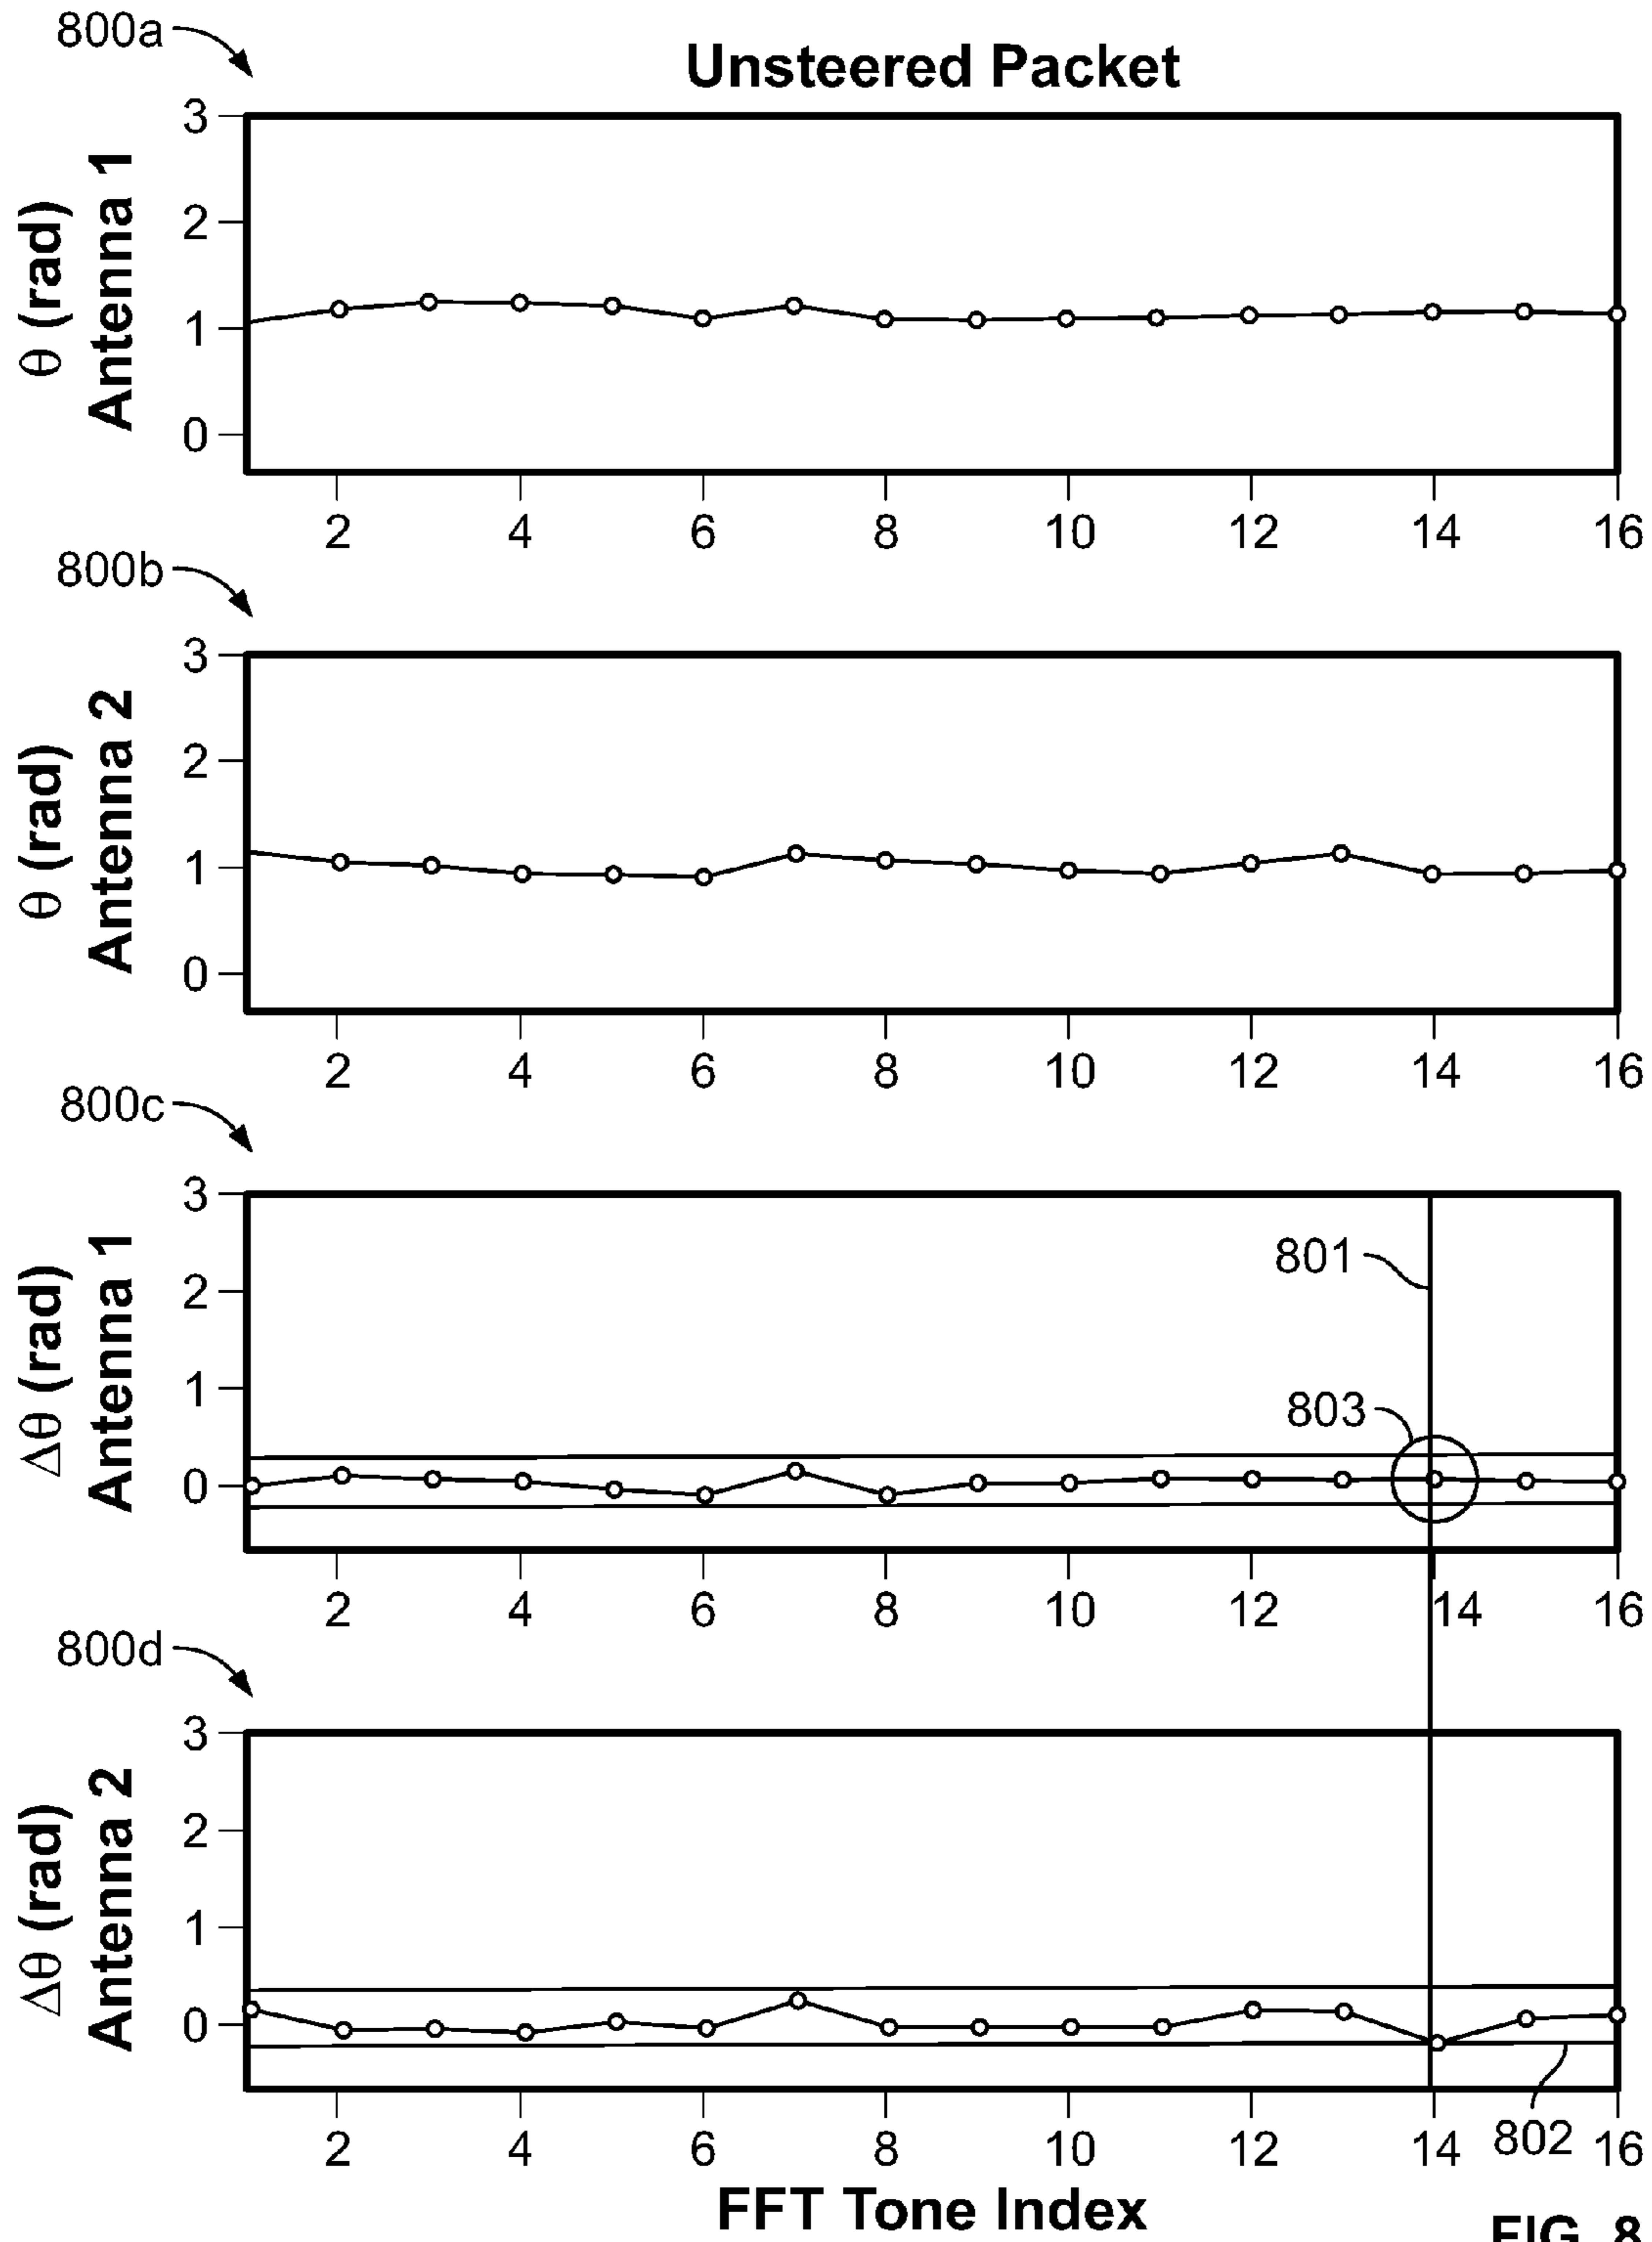 800a
Unsteered Packet
θ (rad)
Antenna 1
3
2
1
0
2 4 6 8 10 12 14 16
800b
θ (rad)
Antenna 2
3
2
1
0
2 4 6 8 10 12 14 16
800c
Δθ (rad)
Antenna 1
3
2
1
0
801
803
2 4 6 8 10 12 14 16
800d
Δθ (rad)
Antenna 2
3
2
1
0
2 4 6 8 10 12 14 16
802
FFT Tone Index
FIG. 8